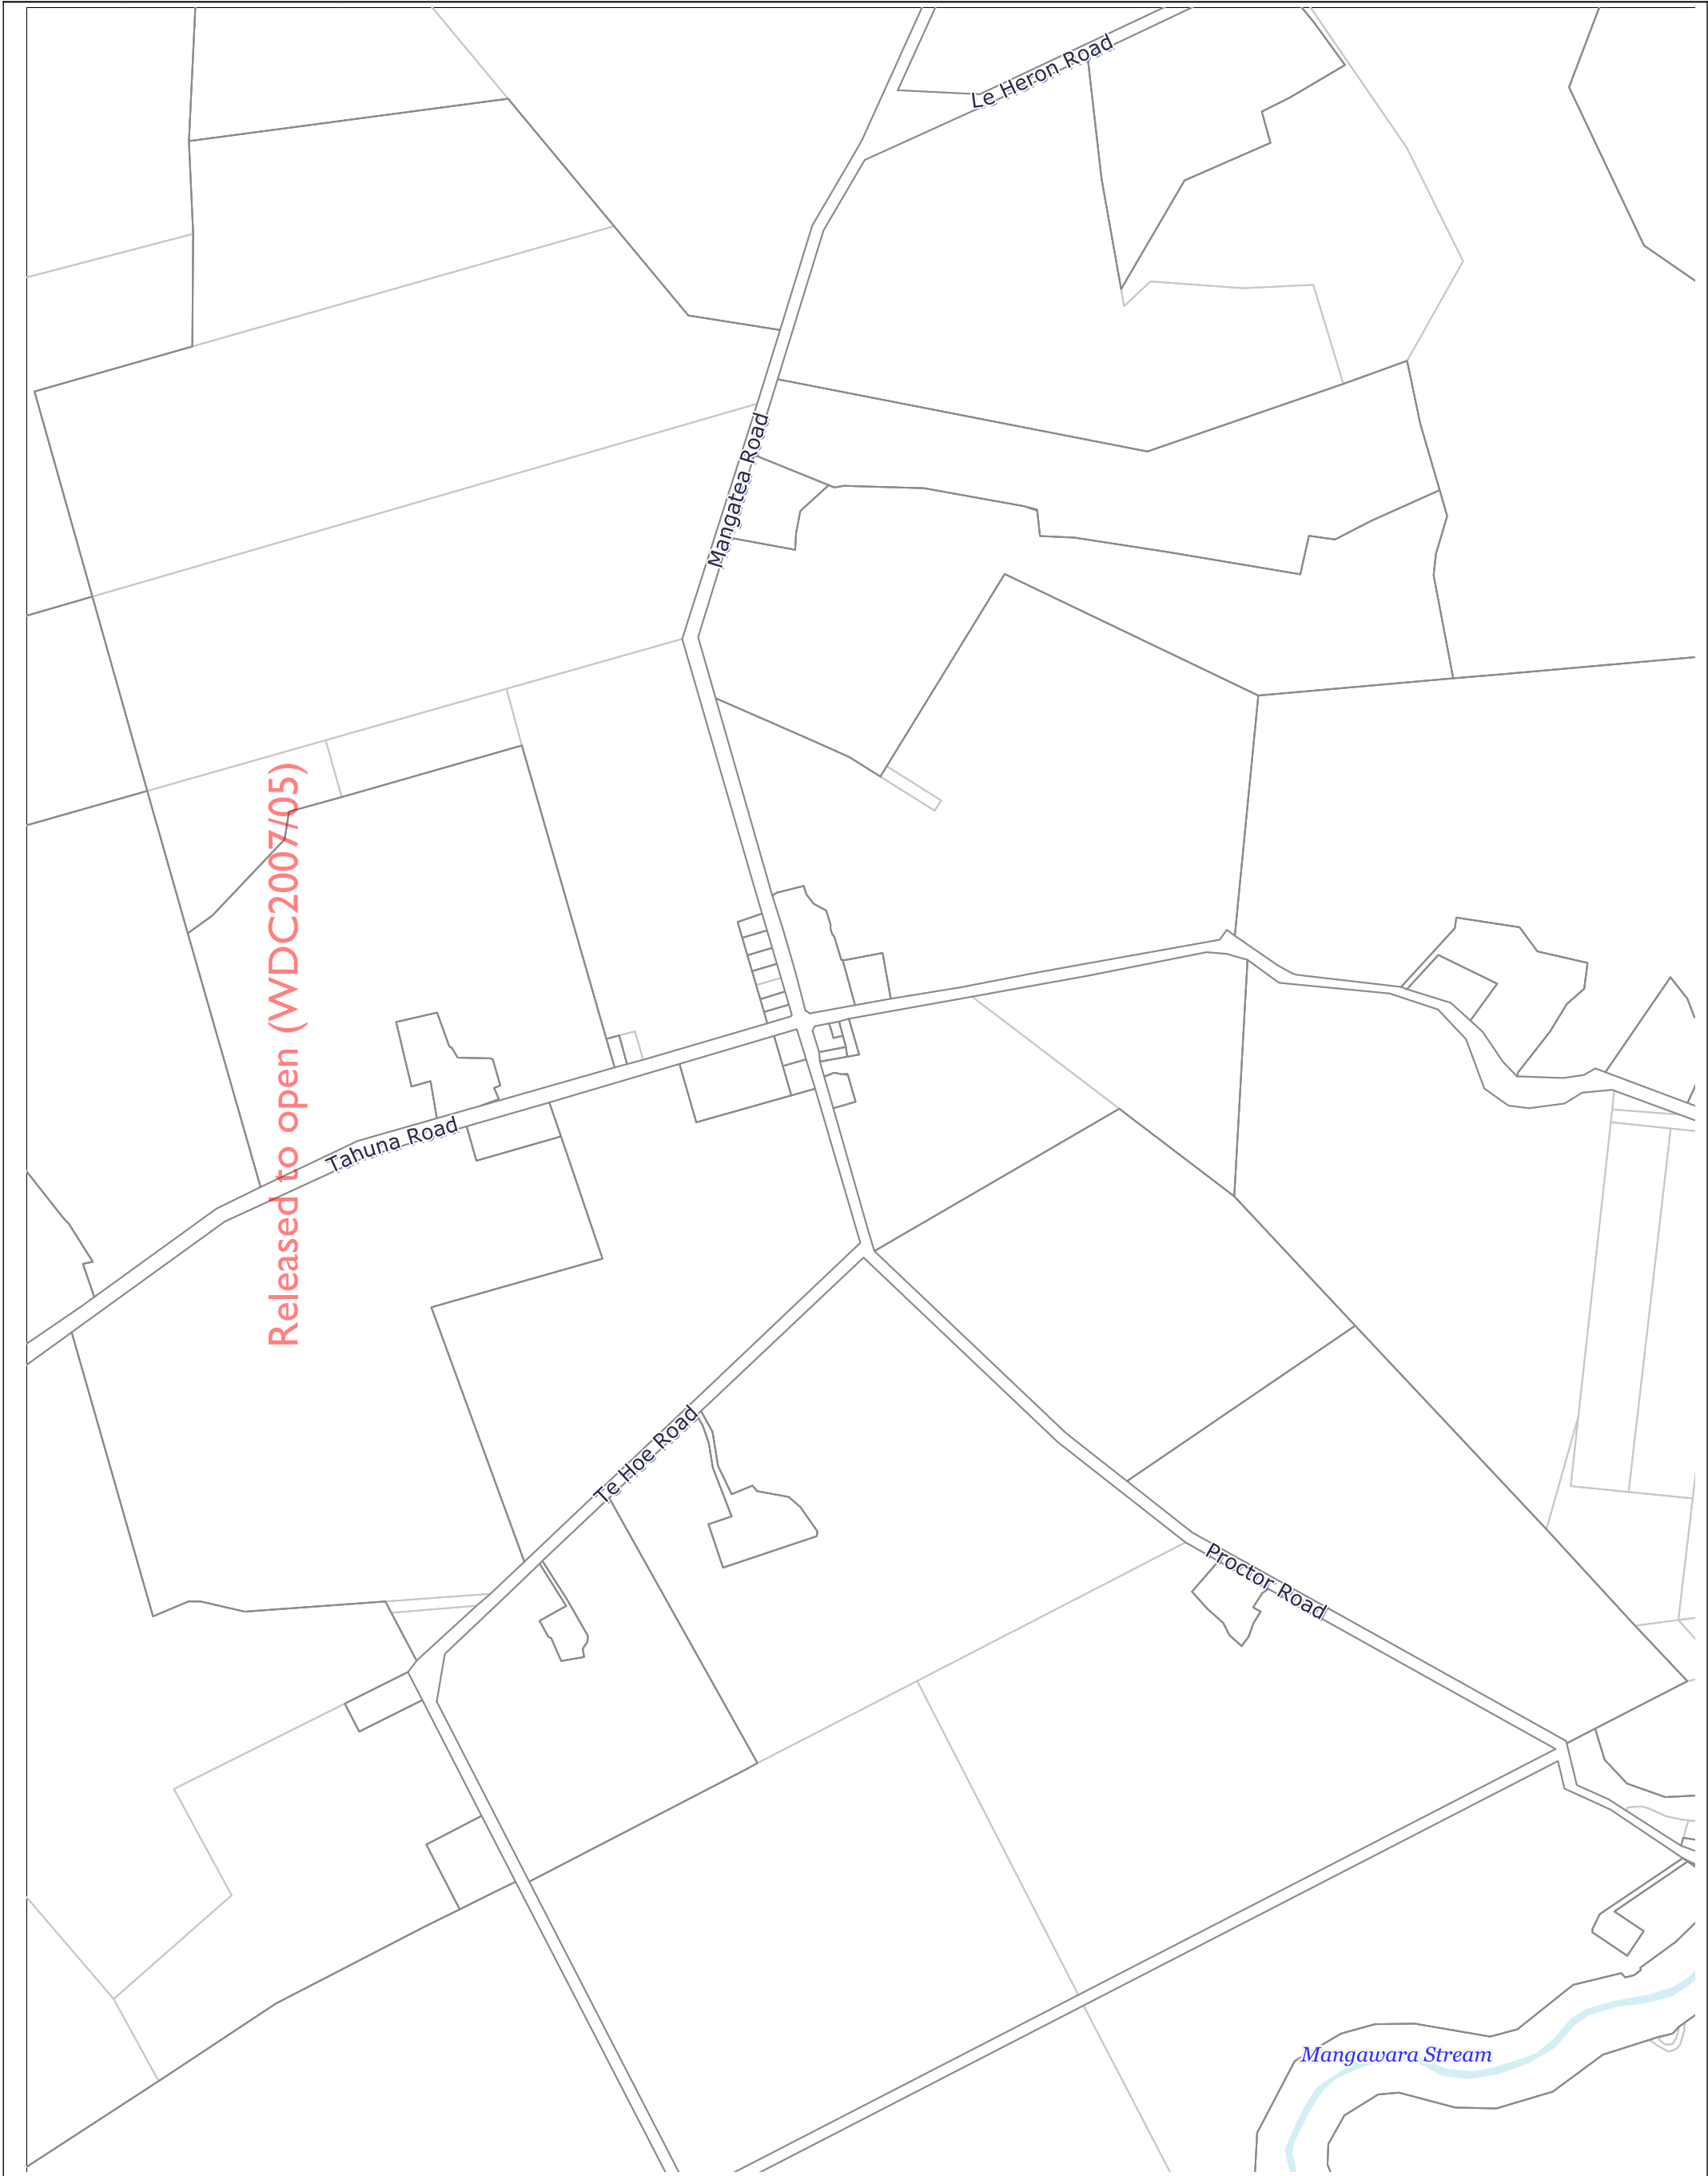 Le Heron Road
Mangatea Road
Released to open (WDC2007/05)
Tahuna Road
Te Hoe Road
Proctor Road
Mangawara Stream